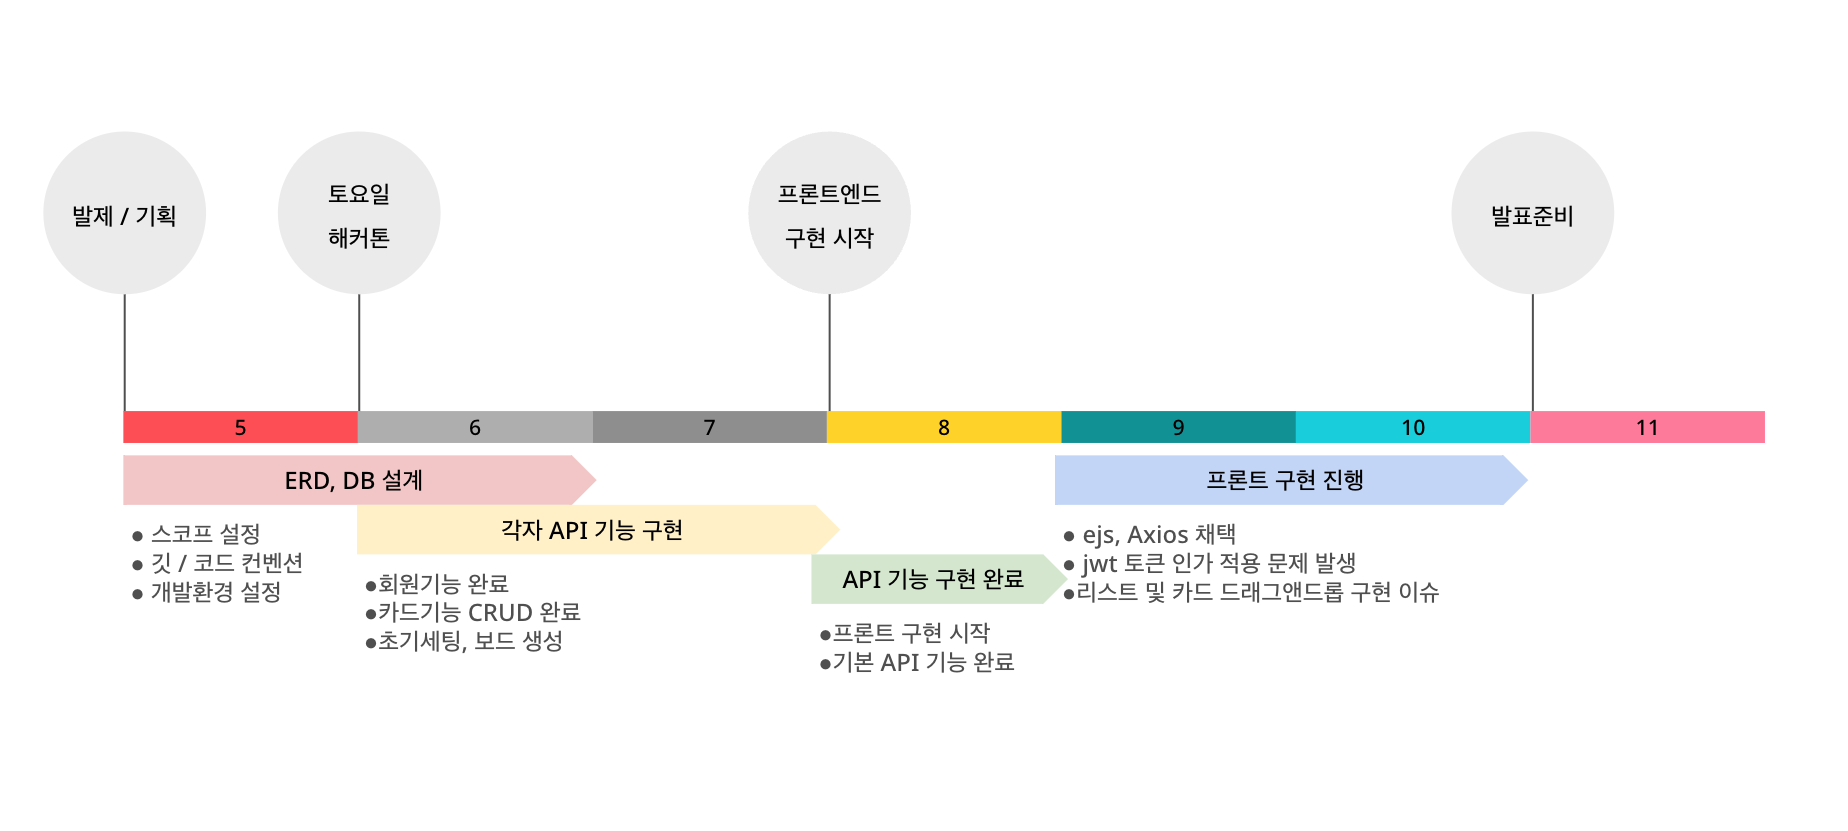 발제 / 기획
토요일
해커톤
프론트엔드
구현 시작
발표준비
5
6
7
8
9
10
11
ERD, DB 설계
● 스코프 설정
● 깃 / 코드 컨벤션
● 개발환경 설정
각자 API 기능 구현
●회원기능 완료
●카드기능 CRUD 완료
●초기세팅, 보드 생성
API 기능 구현 완료
●프론트 구현 시작
●기본 API 기능 완료
프론트 구현 진행
● ejs, Axios 채택
● jwt 토큰 인가 적용 문제 발생
●리스트 및 카드 드래그앤드롭 구현 이슈